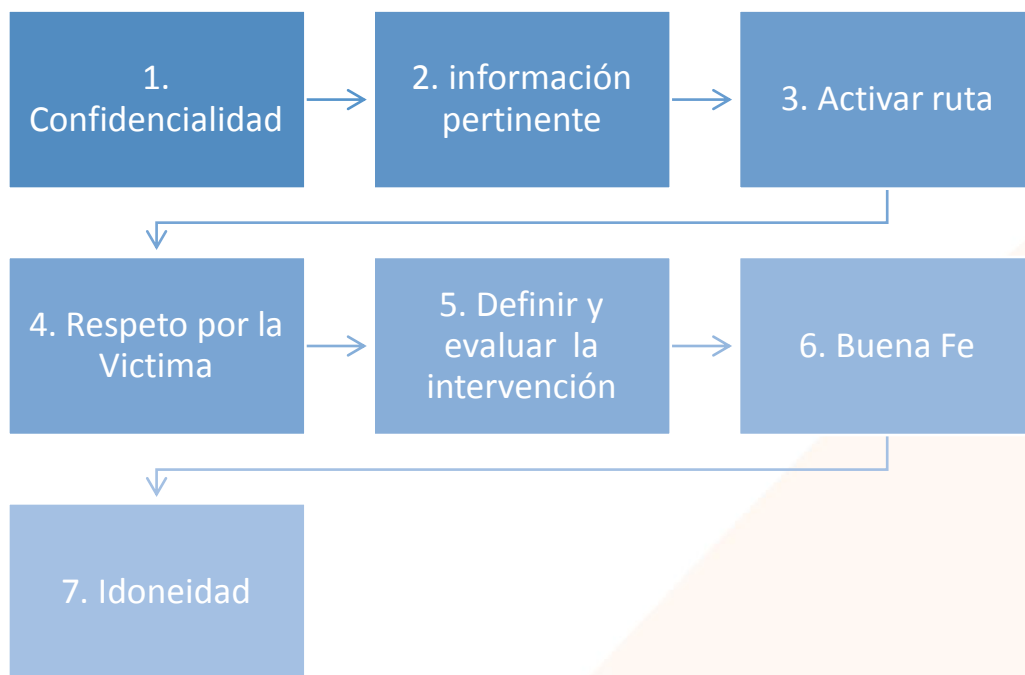 1.
Confidencialidad
2. información
pertinente
3. Activar ruta
4. Respeto por la
Victima
5. Definir y
evaluar  la
intervención
6. Buena Fe
7. Idoneidad